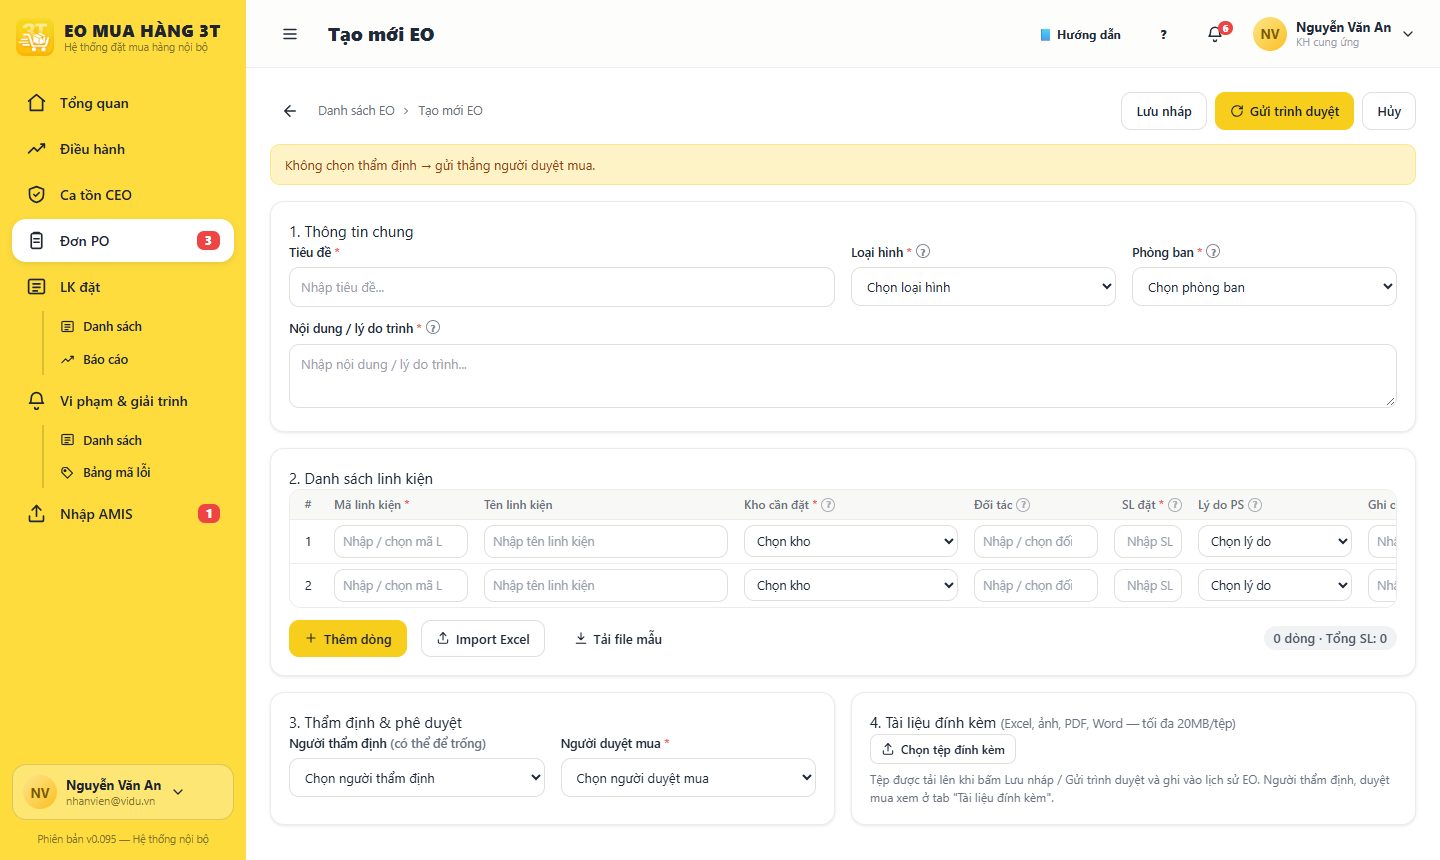 3T
EO MUA HÀNG 3T
Hệ thống đặt mua hàng nội bộ
Tổng quan
Điều hành
Ca tồn CEO
Đơn PO 3
LK đặt
Danh sách
Báo cáo
Vi phạm & giải trình
Danh sách
Bảng mã lỗi
Nhập AMIS 1
NV
Nguyễn Văn An
nhanvien@vidu.vn
Phiên bản v0.095 — Hệ thống nội bộ
Tạo mới EO
Hướng dẫn
?
6
NV
Nguyễn Văn An
KH cung ứng
Danh sách EO › Tạo mới EO
Lưu nháp
Gửi trình duyệt
Hủy
Không chọn thẩm định → gửi thẳng người duyệt mua.
1. Thông tin chung
Tiêu đề * Loại hình * ? Phòng ban * ?
Nhập tiêu đề... Chọn loại hình Chọn phòng ban
Nội dung / lý do trình * ?
Nhập nội dung / lý do trình...
2. Danh sách linh kiện
# Mã linh kiện * Tên linh kiện Kho cần đặt * ? Đối tác ? SL đặt * ? Lý do PS ? Ghi c
1 Nhập / chọn mã L Nhập tên linh kiện Chọn kho Nhập / chọn đối Nhập SL Chọn lý do Nhậ
2 Nhập / chọn mã L Nhập tên linh kiện Chọn kho Nhập / chọn đối Nhập SL Chọn lý do Nhậ
+ Thêm dòng Import Excel Tải file mẫu 0 dòng · Tổng SL: 0
3. Thẩm định & phê duyệt
Người thẩm định (có thể để trống) Người duyệt mua *
Chọn người thẩm định Chọn người duyệt mua
4. Tài liệu đính kèm (Excel, ảnh, PDF, Word — tối đa 20MB/tệp)
Chọn tệp đính kèm
Tệp được tải lên khi bấm Lưu nháp / Gửi trình duyệt và ghi vào lịch sử EO. Người thẩm định, duyệt
mua xem ở tab "Tài liệu đính kèm".